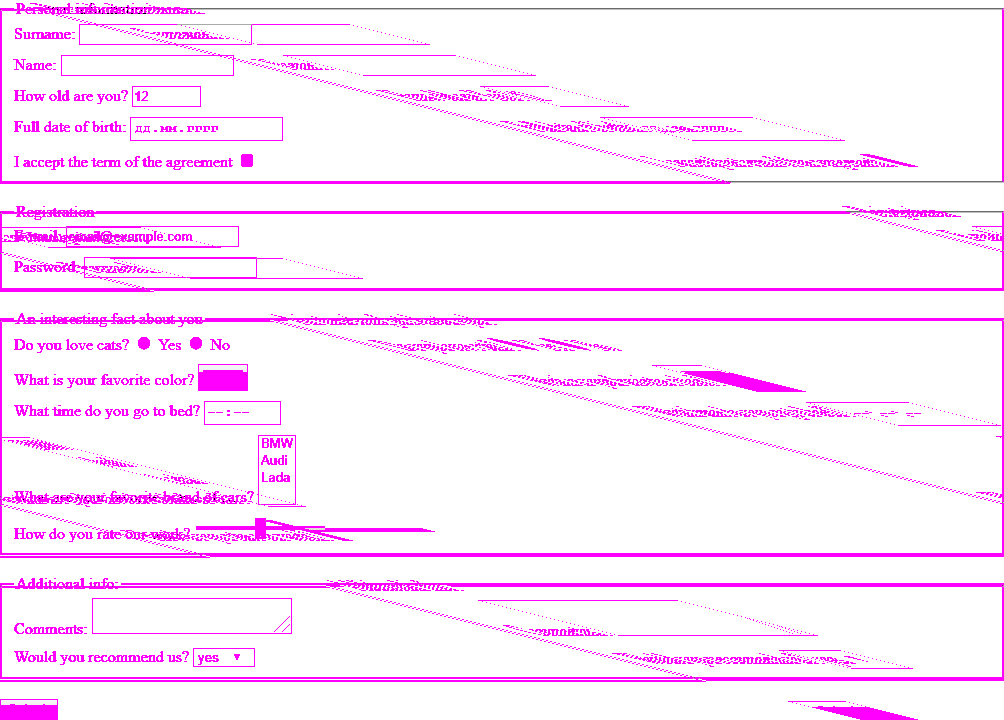 Personal information
Surname:
Name:
How old are you? 12
Full date of birth: дд.мм.гггг
I accept the term of the agreement
Registration
E-mail: email@example.com
Password:
An interesting fact about you
Do you love cats? Yes No
What is your favorite color?
What time do you go to bed? --:--
BMW
Audi
Lada
What are your favorite brand of cars?
How do you rate our work?
Additional info:
Comments:
Would you recommend us? yes